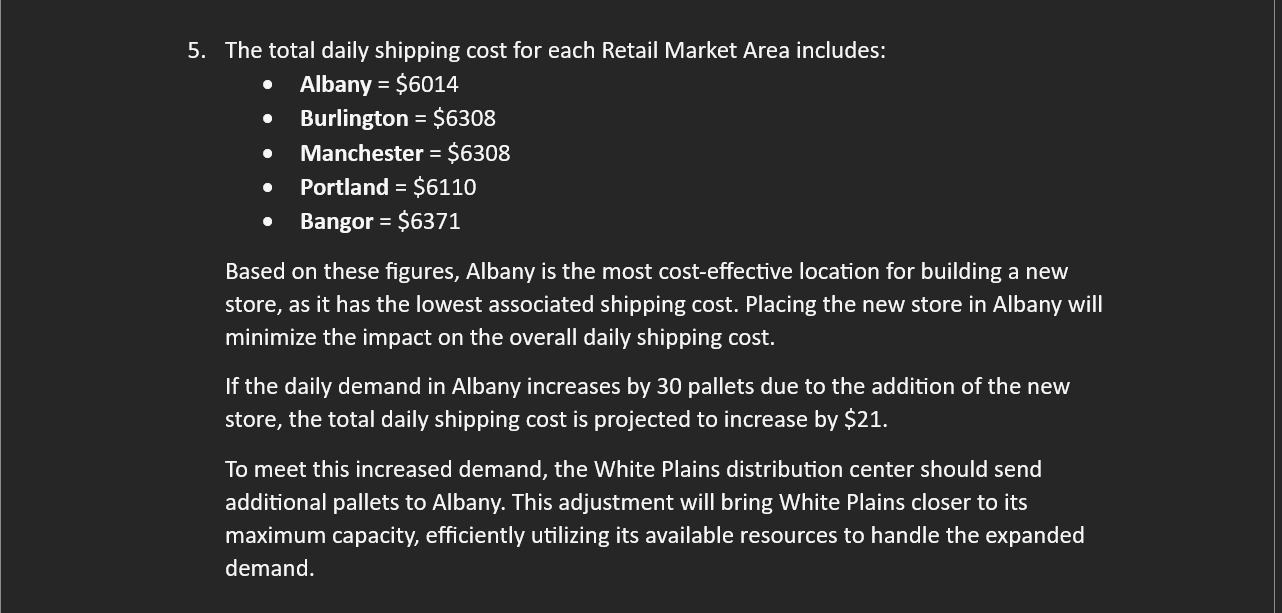 5. The total daily shipping cost for each Retail Market Area includes:
• Albany = $6014
• Burlington = $6308
• Manchester = $6308
• Portland = $6110
• Bangor = $6371
Based on these figures, Albany is the most cost-effective location for building a new
store, as it has the lowest associated shipping cost. Placing the new store in Albany will
minimize the impact on the overall daily shipping cost.
If the daily demand in Albany increases by 30 pallets due to the addition of the new
store, the total daily shipping cost is projected to increase by $21.
To meet this increased demand, the White Plains distribution center should send
additional pallets to Albany. This adjustment will bring White Plains closer to its
maximum capacity, efficiently utilizing its available resources to handle the expanded
demand.